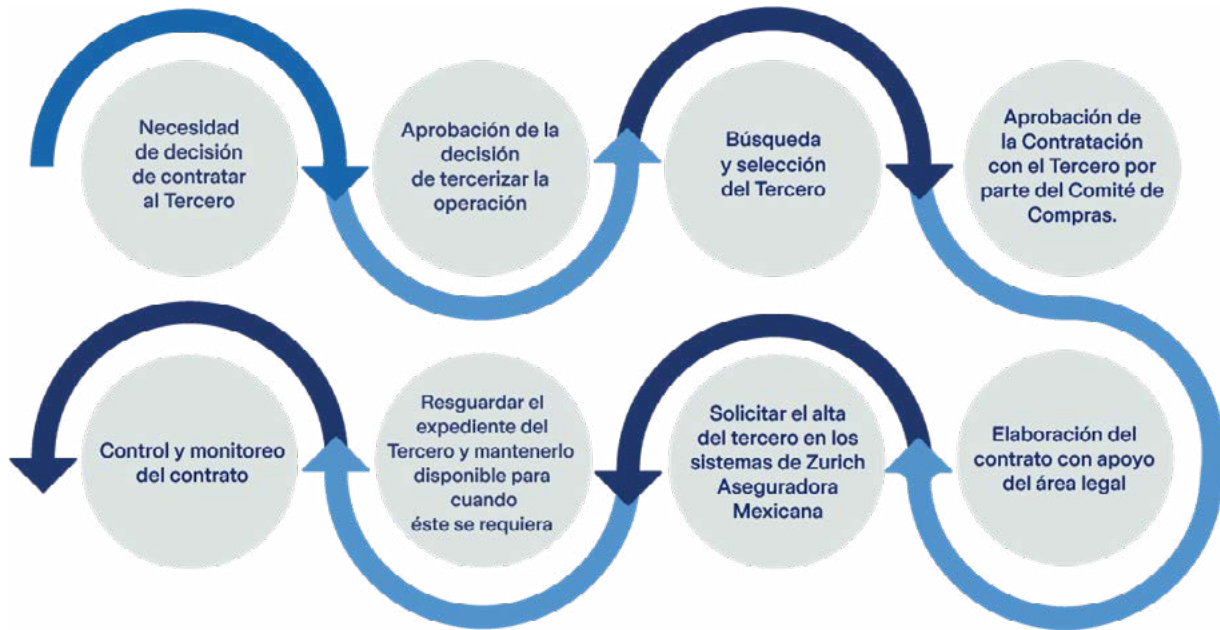 Necesidad
de decisión
de contratar
al Tercero
Aprobación de la
decisión
de tercerizar la
operación
Búsqueda
y selección
del Tercero
Aprobación de
la Contratación
con el Tercero por
parte del Comité de
Compras.
Elaboración del
contrato con apoyo
del área legal
Solicitar el alta
del tercero en los
sistemas de Zurich
Aseguradora
Mexicana
Resguardar el
expediente del
Tercero y mantenerlo
disponible para
cuando
éste se requiera
Control y monitoreo
del contrato